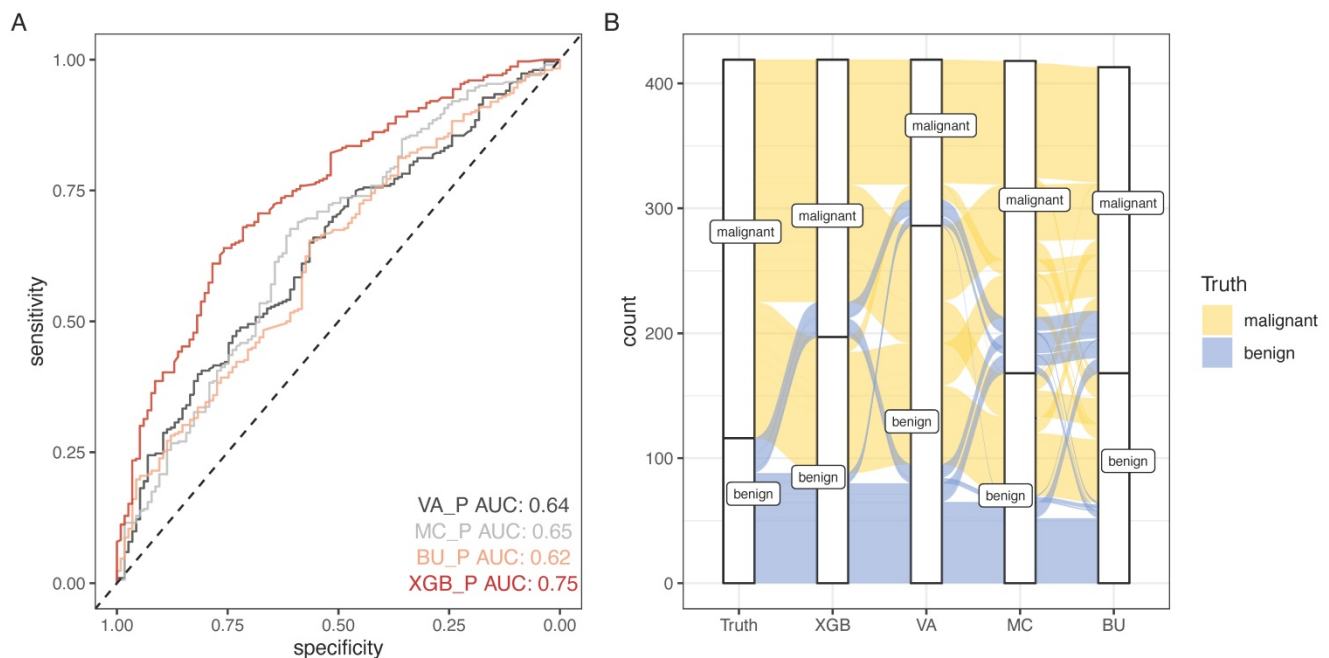 A
sensitivity
1.00
0.75
0.50
0.25
0.00
VA_P AUC: 0.64
MC_P AUC: 0.65
BU_P AUC: 0.62
XGB_P AUC: 0.75
1.00 0.75 0.50 0.25 0.00
specificity
B
count
400
300
200
100
0
malignant
benign
malignant
benign
malignant
benign
malignant
benign
malignant
benign
Truth XGB VA MC BU
Truth
malignant
benign